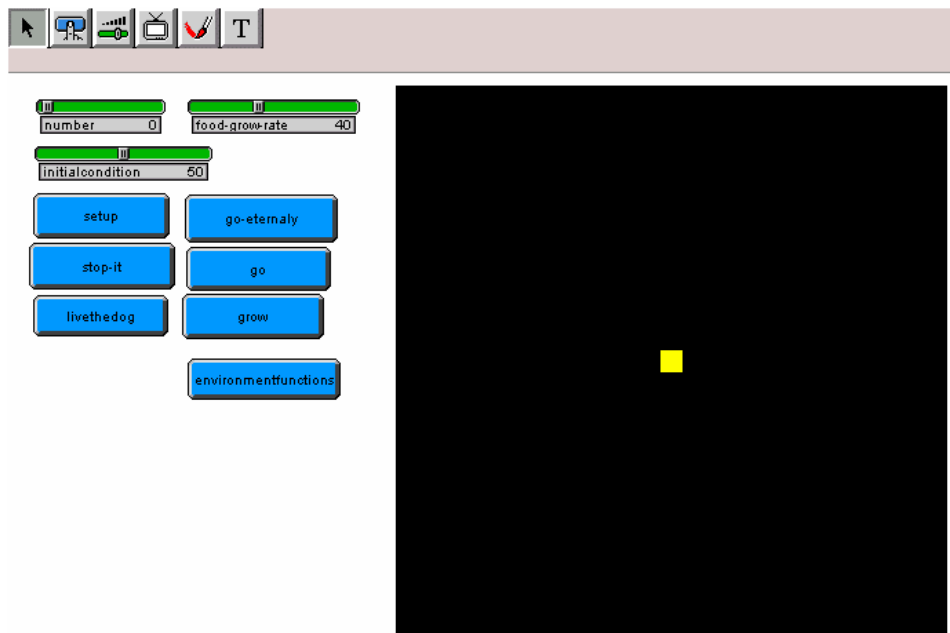 T
number 0
food-grow-rate 40
initialcondition 50
setup
go-eternaly
stop-it
go
livethedog
grow
environmentfunctions